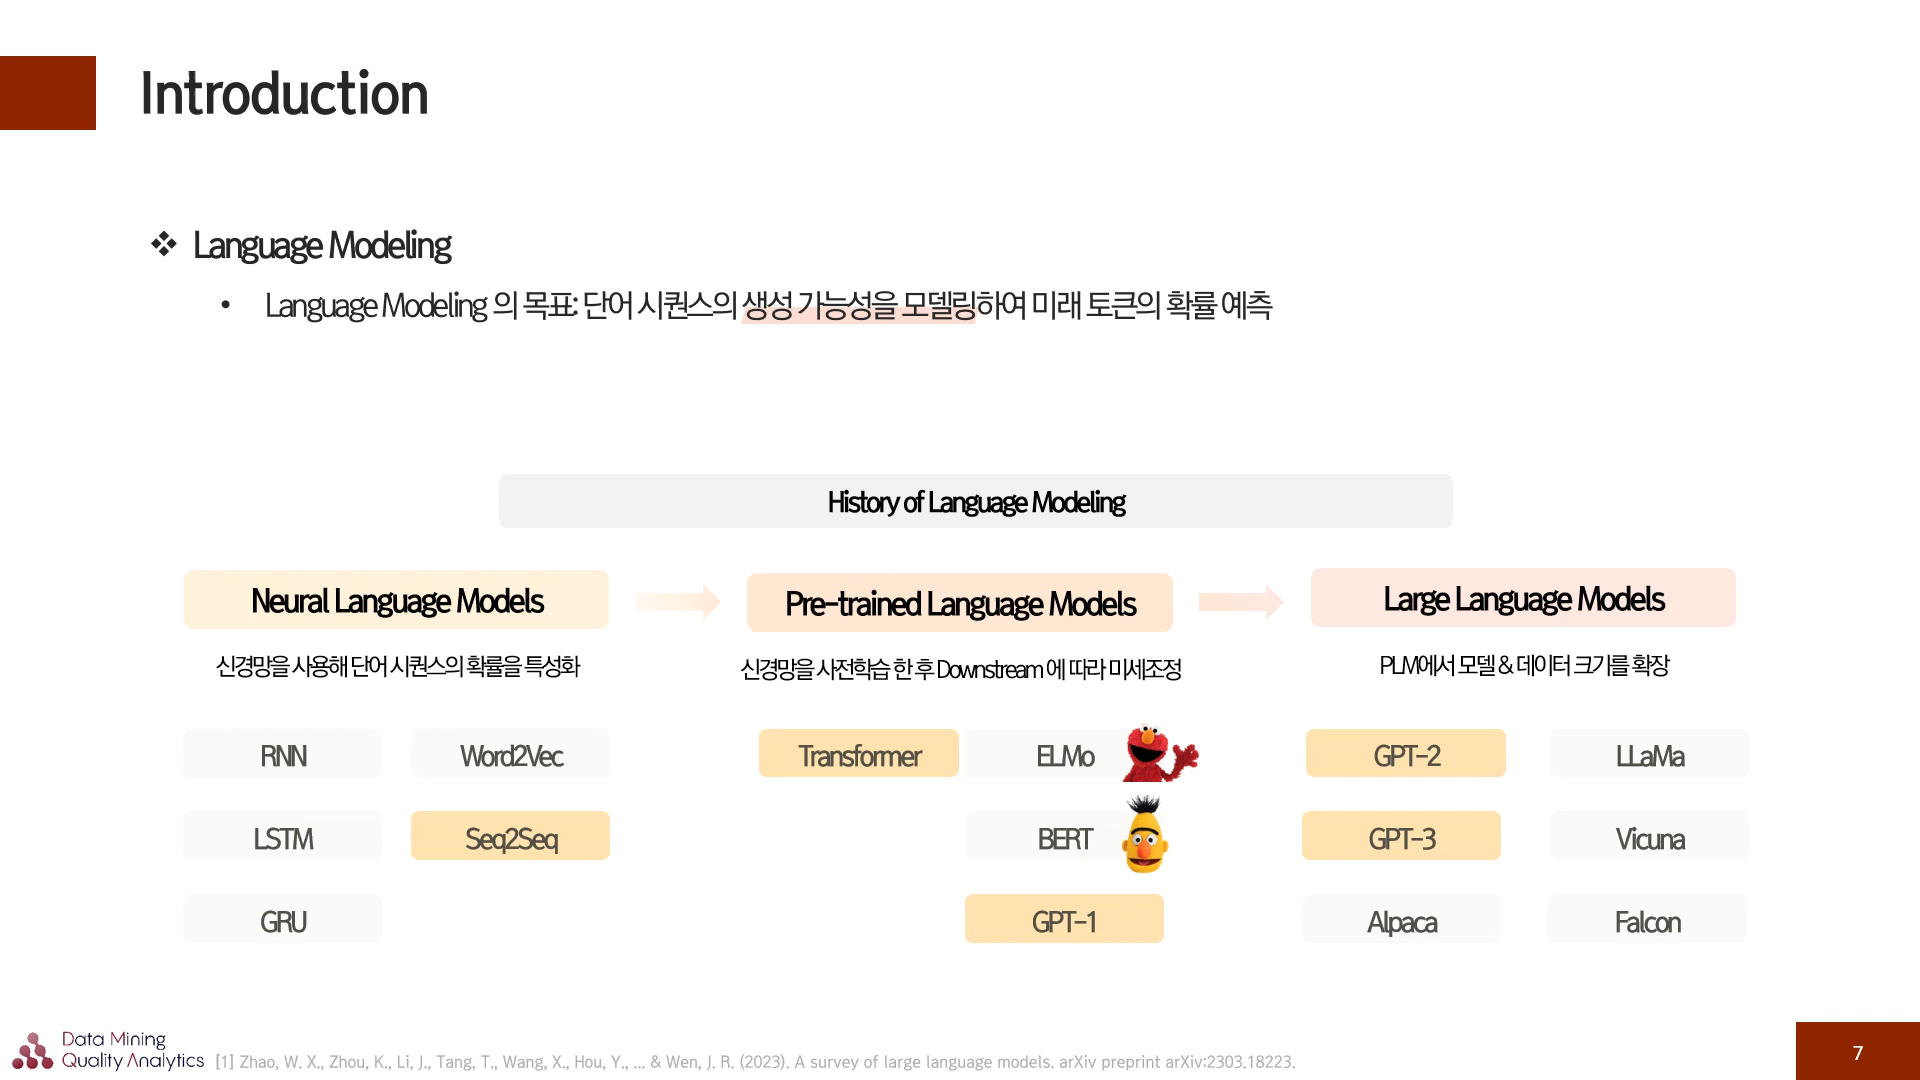 Introduction
❖ Language Modeling
• Language Modeling 의 목표: 단어 시퀀스의 생성 가능성을 모델링하여 미래 토큰의 확률 예측
History of Language Modeling
Neural Language Models
Pre-trained Language Models
Large Language Models
신경망을 사용해 단어 시퀀스의 확률을 특성화
신경망을 사전학습 한 후 Downstream 에 따라 미세조정
PLM에서 모델 & 데이터 크기를 확장
RNN
Word2Vec
Transformer
ELMo
GPT-2
LLaMa
LSTM
Seq2Seq
BERT
GPT-3
Vicuna
GRU
GPT-1
Alpaca
Falcon
Data Mining
Quality Analytics
[1] Zhao, W. X., Zhou, K., Li, J., Tang, T., Wang, X., Hou, Y., ... & Wen, J. R. (2023). A survey of large language models. arXiv preprint arXiv:2303.18223.
7